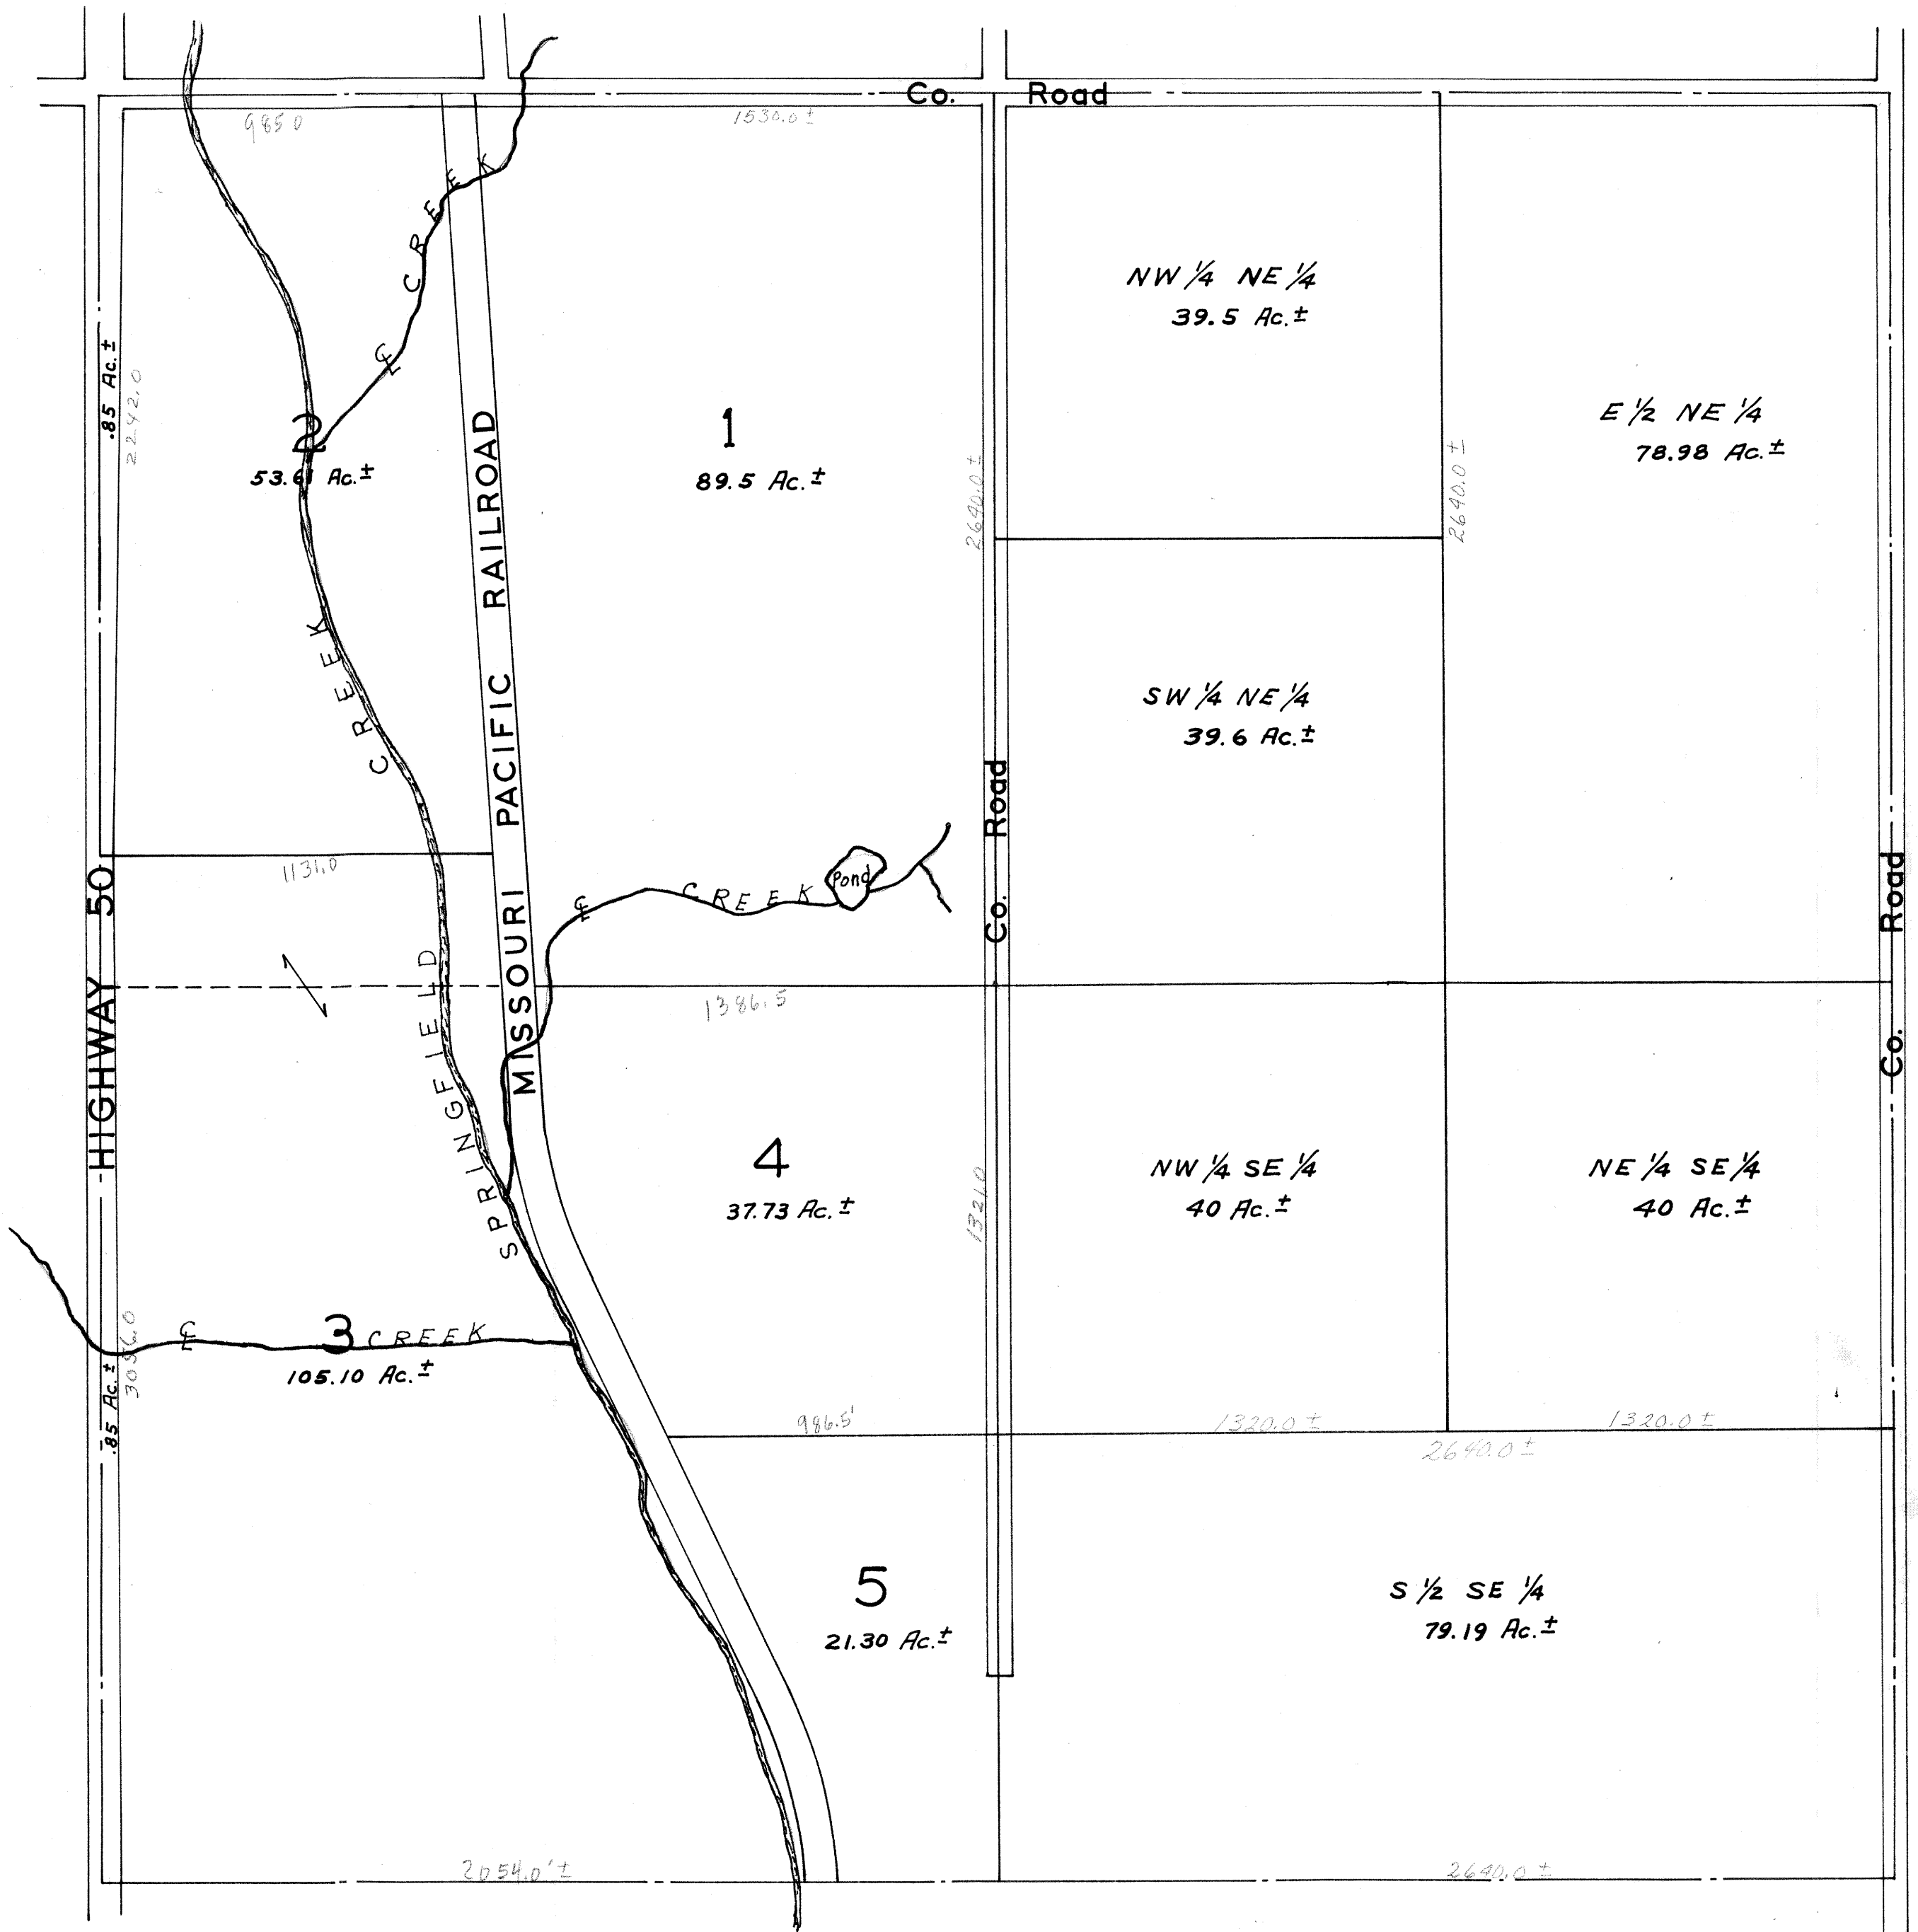 Co. Road
985.0
1530.0 ±
NW 1/4 NE 1/4
39.5 Ac.±
.85 Ac.±
2242.0
℄ CREEK
2
53.61 Ac.±
1
89.5 Ac.±
E 1/2 NE 1/4
78.98 Ac.±
2640.0 ±
2640.0 ±
MISSOURI PACIFIC RAILROAD
SW 1/4 NE 1/4
39.6 Ac.±
SPRINGFIELD CREEK
1131.0
℄ CREEK
Pond
Co. Road
Co. Road
HIGHWAY 50
1386.5
4
37.73 Ac.±
1321.0
NW 1/4 SE 1/4
40 Ac.±
NE 1/4 SE 1/4
40 Ac.±
℄
3 CREEK
105.10 Ac.±
.85 Ac.±
986.5'
1320.0 ±
1320.0 ±
2640.0 ±
5
21.30 Ac.±
S 1/2 SE 1/4
79.19 Ac.±
2054.0' ±
2640.0 ±